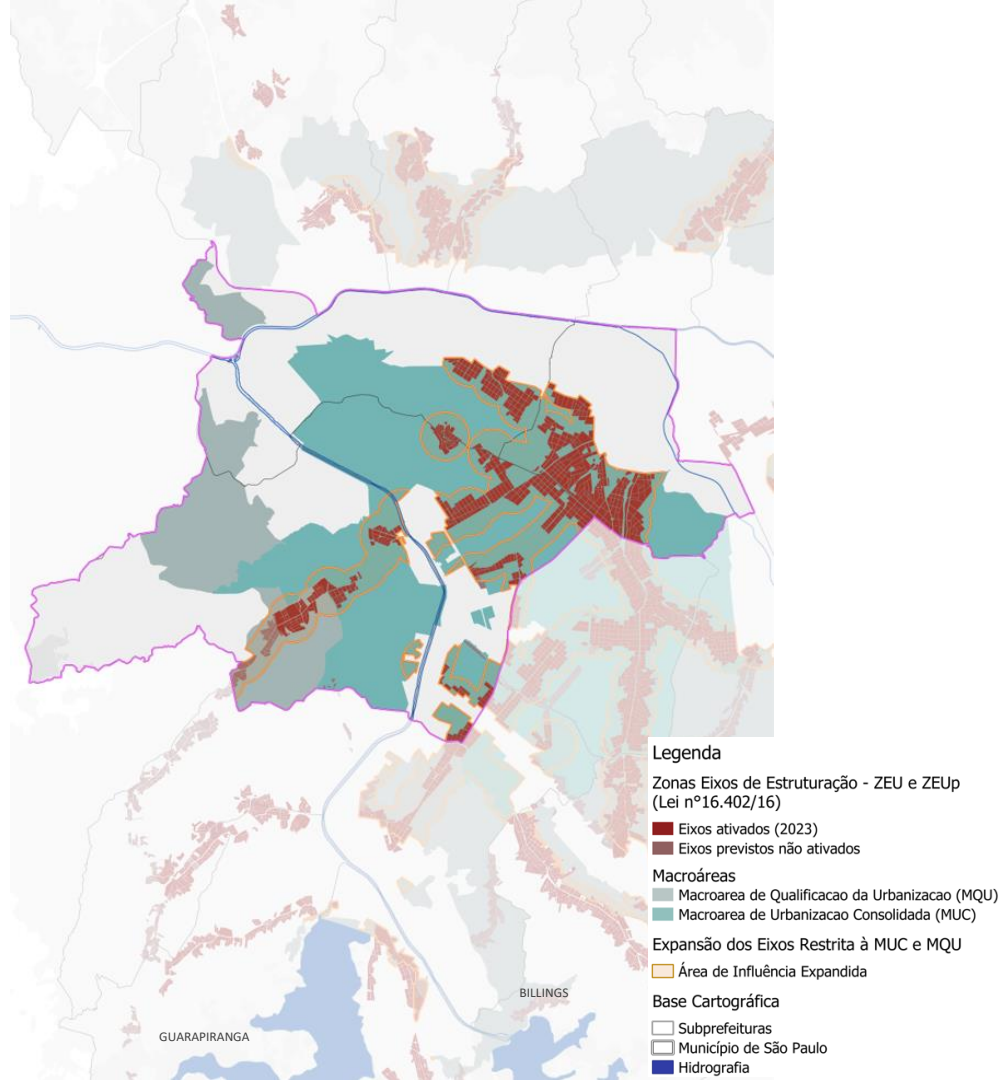 Legenda
Zonas Eixos de Estruturação - ZEU e ZEUp
(Lei n°16.402/16)
Eixos ativados (2023)
Eixos previstos não ativados
Macroáreas
Macroarea de Qualificacao da Urbanizacao (MQU)
Macroarea de Urbanizacao Consolidada (MUC)
Expansão dos Eixos Restrita à MUC e MQU
Área de Influência Expandida
BILLINGS
Base Cartográfica
GUARAPIRANGA
Subprefeituras
Município de São Paulo
Hidrografia